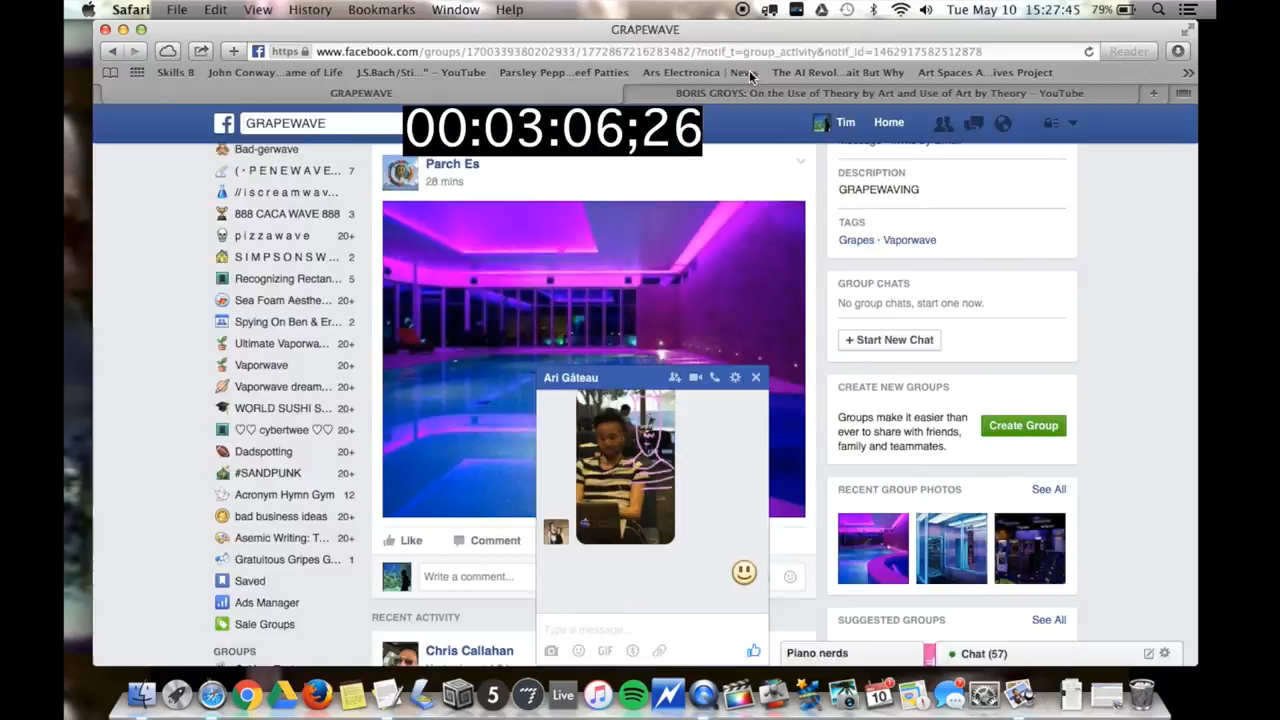 Safari File Edit View History Bookmarks Window Help Tue May 10 15:27:45 79%
GRAPEWAVE
https www.facebook.com/groups/1700339380202933/1772867216283482/?notif_t=group_activity&notif_id=1462917582512878 Reader
Skills B John Conway...ame of Life J.S.Bach/Sti..." – YouTube Parsley Pepp...eef Patties Ars Electronica | News The AI Revol...ait But Why Art Spaces A...ives Project
GRAPEWAVE BORIS GROYS: On the Use of Theory by Art and Use of Art by Theory – YouTube
GRAPEWAVE 00:03:06;26 Tim Home
Bad-gerwave
( · P E N E W A V E... 7
// i s c r e a m w a v...
888 CACA WAVE 888 3
p i z z a w a v e 20+
S I M P S O N S W... 2
Recognizing Rectan... 5
Sea Foam Aesthe... 20+
Spying On Ben & Er... 2
Ultimate Vaporwa... 20+
Vaporwave 20+
Vaporwave dream... 20+
WORLD SUSHI S... 20+
♡♡ cybertwee ♡♡ 20+
Dadspotting 20+
#SANDPUNK 20+
Acronym Hymn Gym 12
bad business ideas 20+
Asemic Writing: T... 20+
Gratuitous Gripes G... 1
Saved
Ads Manager
Sale Groups
GROUPS
Parch Es
28 mins
Like Comment
Write a comment...
RECENT ACTIVITY
Chris Callahan
Ari Gâteau
Type a message...
GIF
DESCRIPTION
GRAPEWAVING
TAGS
Grapes · Vaporwave
GROUP CHATS
No group chats, start one now.
+ Start New Chat
CREATE NEW GROUPS
Groups make it easier than
ever to share with friends,
family and teammates.
Create Group
RECENT GROUP PHOTOS See All
SUGGESTED GROUPS See All
Piano nerds
Chat (57)
5
Live
10
1